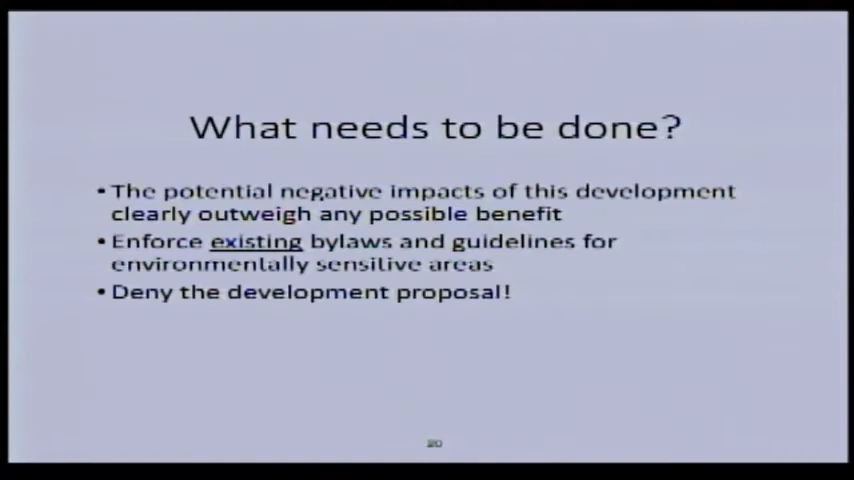 What needs to be done?
• The potential negative impacts of this development
clearly outweigh any possible benefit
• Enforce existing bylaws and guidelines for
environmentally sensitive areas
• Deny the development proposal!
20